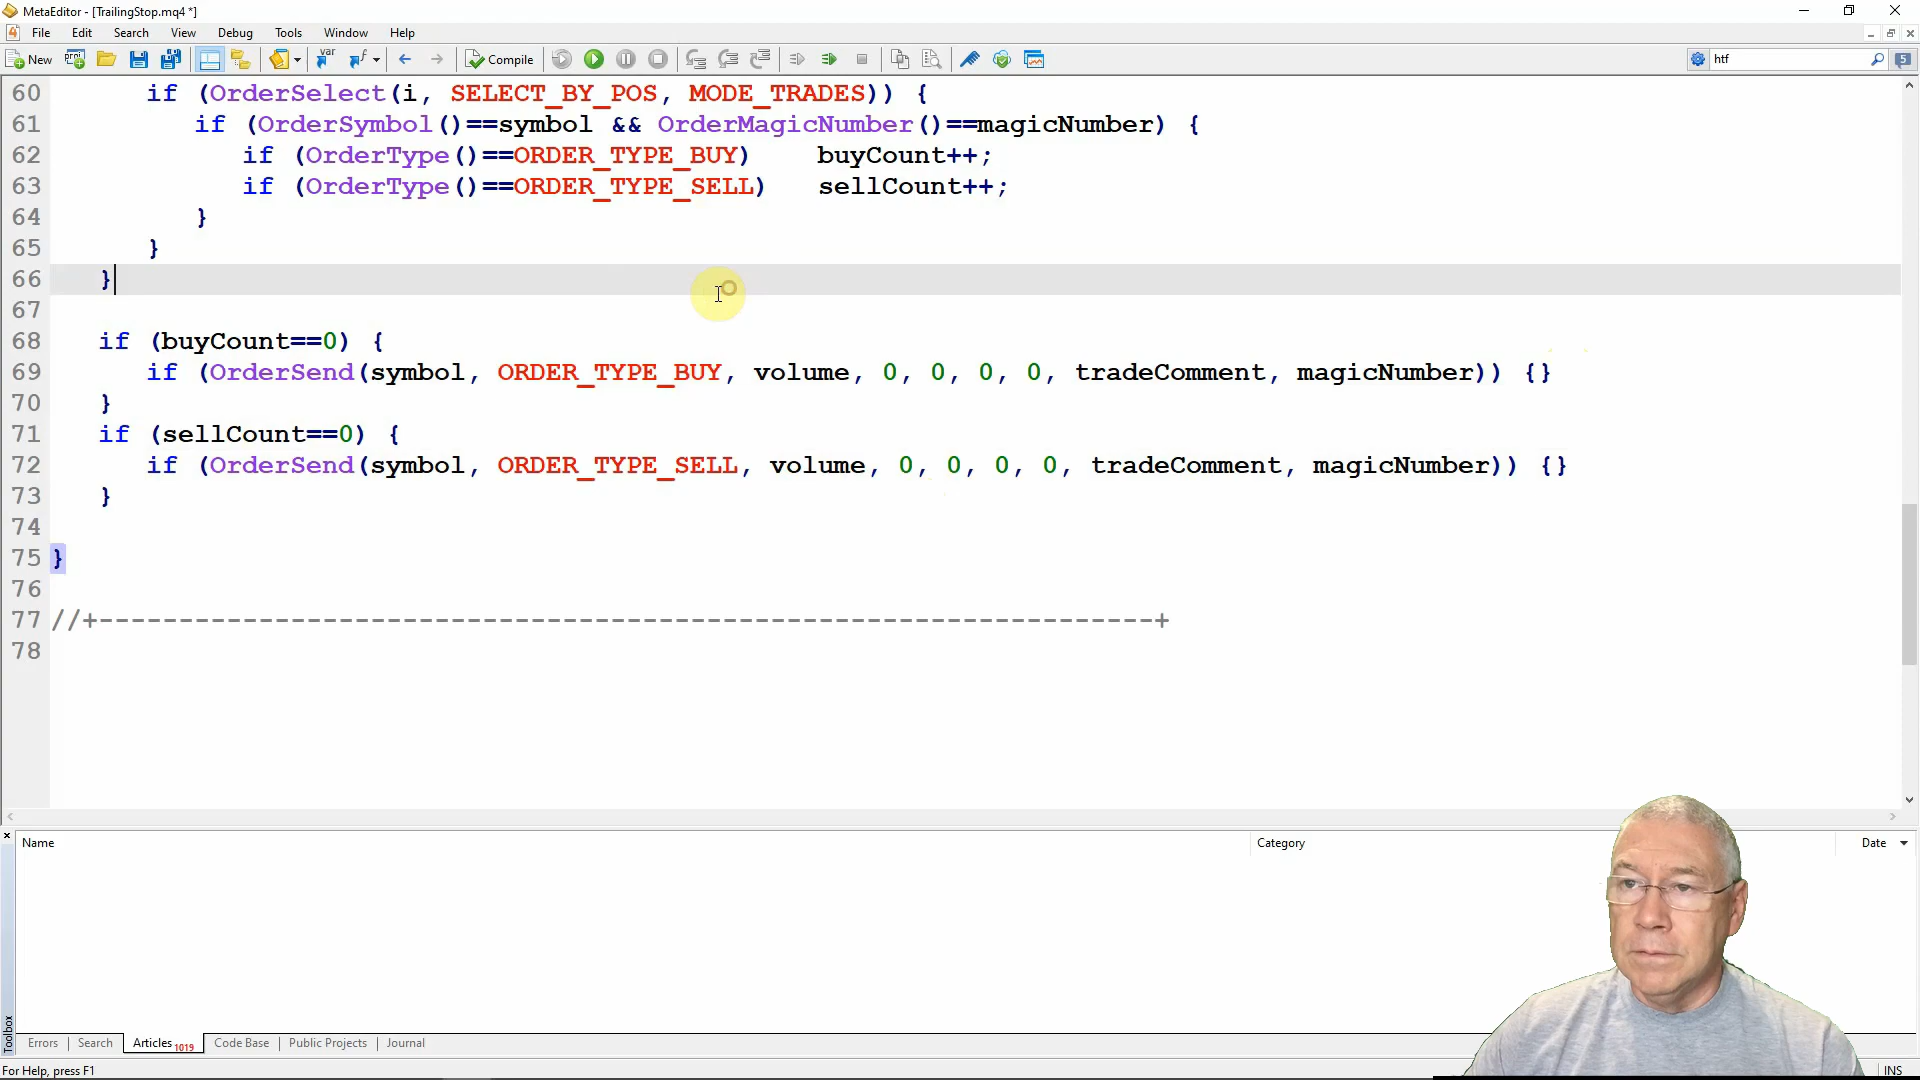 MetaEditor - [TrailingStop.mq4 *]
File Edit Search View Debug Tools Window Help
New Compile htf 5
60 if (OrderSelect(i, SELECT_BY_POS, MODE_TRADES)) {
61 if (OrderSymbol()==symbol && OrderMagicNumber()==magicNumber) {
62 if (OrderType()==ORDER_TYPE_BUY) buyCount++;
63 if (OrderType()==ORDER_TYPE_SELL) sellCount++;
64 }
65 }
66 }
67
68 if (buyCount==0) {
69 if (OrderSend(symbol, ORDER_TYPE_BUY, volume, 0, 0, 0, 0, tradeComment, magicNumber)) {}
70 }
71 if (sellCount==0) {
72 if (OrderSend(symbol, ORDER_TYPE_SELL, volume, 0, 0, 0, 0, tradeComment, magicNumber)) {}
73 }
74
75 }
76
77 //+------------------------------------------------------------------+
78
Name Category Date
Toolbox
Errors Search Articles 1019 Code Base Public Projects Journal
For Help, press F1 INS